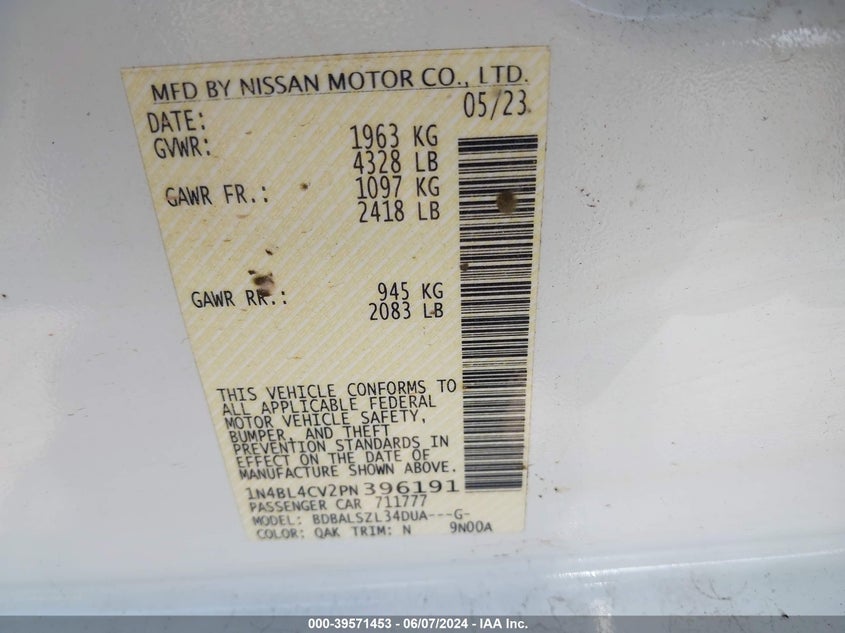 MFD BY NISSAN MOTOR CO., LTD.
DATE: 05/23
GVWR: 1963 KG
4328 LB
GAWR FR.: 1097 KG
2418 LB
GAWR RR.: 945 KG
2083 LB
THIS VEHICLE CONFORMS TO
ALL APPLICABLE FEDERAL
MOTOR VEHICLE SAFETY,
BUMPER, AND THEFT
PREVENTION STANDARDS IN
EFFECT ON THE DATE OF
MANUFACTURE SHOWN ABOVE.
1N4BL4CV2PN396191
PASSENGER CAR 711777
MODEL: BDBALSZL34DUA---G-
COLOR: QAK TRIM: N 9N00A
000-39571453 - 06/07/2024 - IAA Inc.